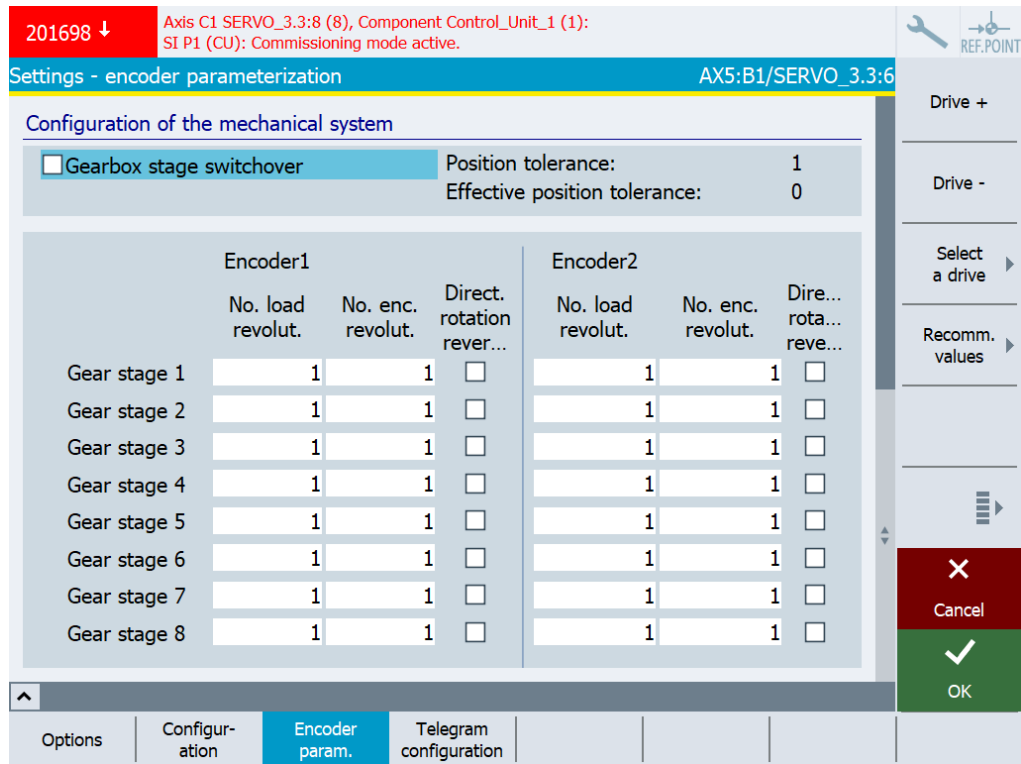 201698
Axis C1 SERVO_3.3:8 (8), Component Control_Unit_1 (1):
SI P1 (CU): Commissioning mode active.
REF.POINT
Settings - encoder parameterization AX5:B1/SERVO_3.3:6
Drive +
Configuration of the mechanical system
Gearbox stage switchover Position tolerance: 1
Effective position tolerance: 0
Drive -
Select
a drive
Encoder1 Encoder2
No. load
revolut.
No. enc.
revolut.
Direct.
rotation
rever...
No. load
revolut.
No. enc.
revolut.
Dire...
rota...
reve...
Recomm.
values
Gear stage 1 1 1 1 1
Gear stage 2 1 1 1 1
Gear stage 3 1 1 1 1
Gear stage 4 1 1 1 1
Gear stage 5 1 1 1 1
Gear stage 6 1 1 1 1
Gear stage 7 1 1 1 1
Gear stage 8 1 1 1 1
Cancel
OK
Options
Configur-
ation
Encoder
param.
Telegram
configuration